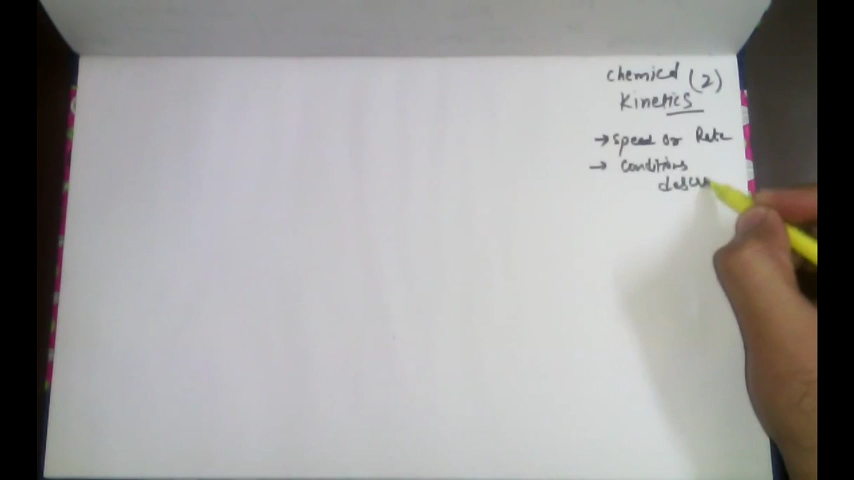 Chemical (2)
Kinetics
→ Speed or Rate
→ Conditions